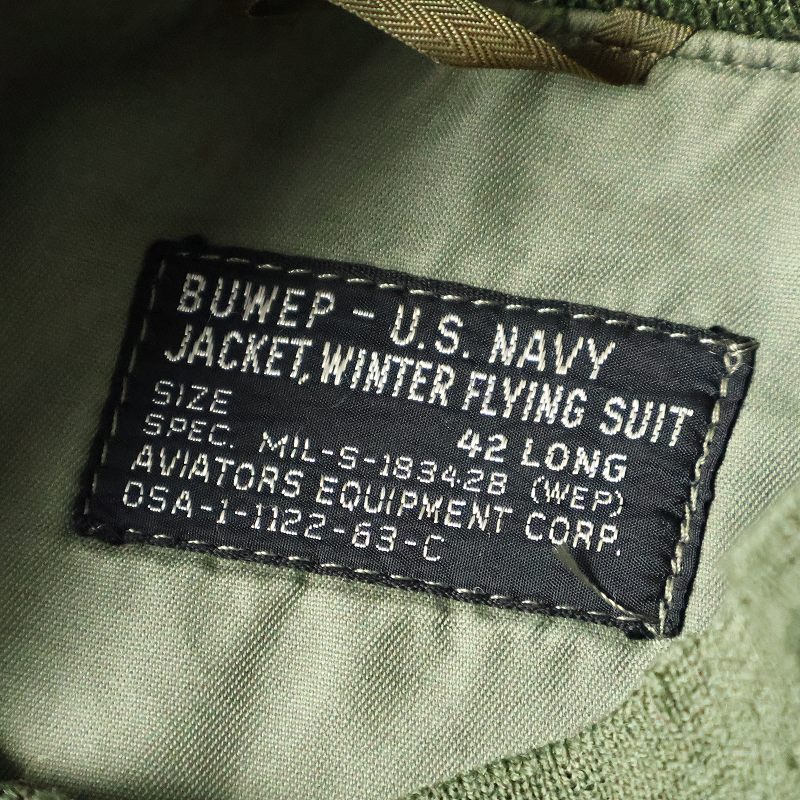 BUWEP - U.S. NAVY
JACKET, WINTER FLYING SUIT
SIZE 42 LONG
SPEC. MIL-S-18342B (WEP)
AVIATORS EQUIPMENT CORP.
DSA-1-1122-63-C